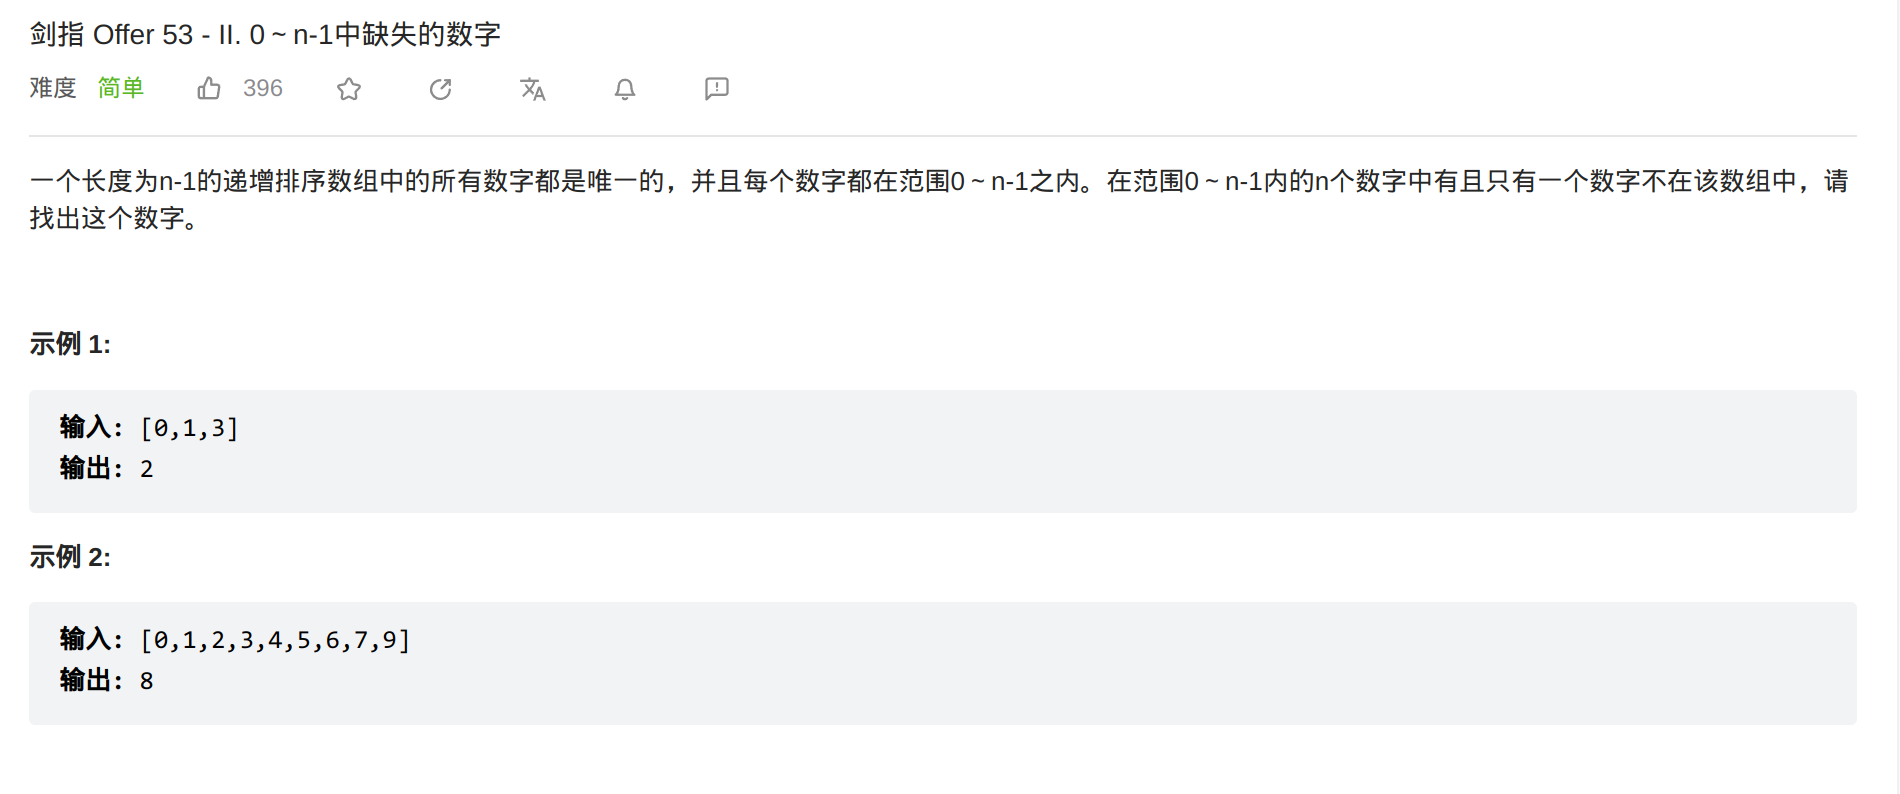 剑指 Offer 53 - II. 0～n-1中缺失的数字
难度 简单 396
一个长度为n-1的递增排序数组中的所有数字都是唯一的，并且每个数字都在范围0～n-1之内。在范围0～n-1内的n个数字中有且只有一个数字不在该数组中，请
找出这个数字。
示例 1:
输入: [0,1,3]
输出: 2
示例 2:
输入: [0,1,2,3,4,5,6,7,9]
输出: 8